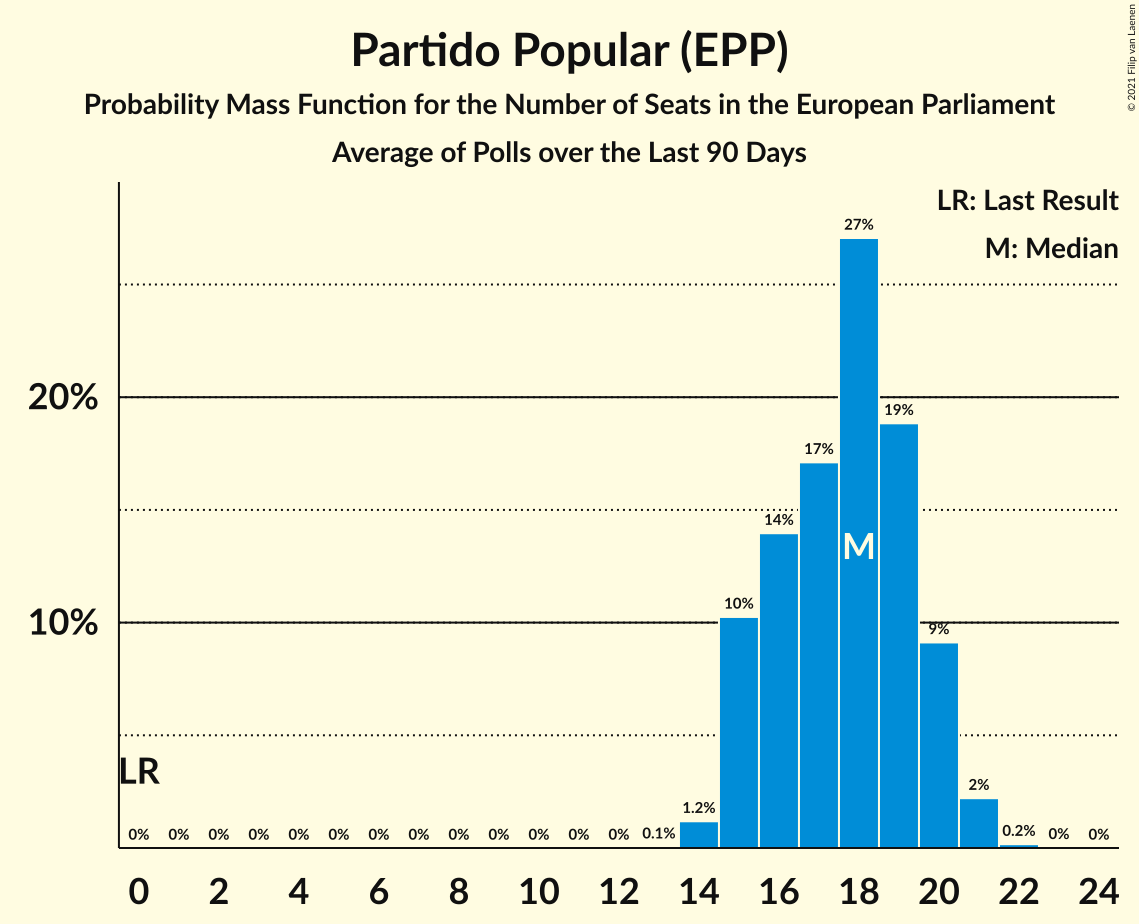 Partido Popular (EPP)
Probability Mass Function for the Number of Seats in the European Parliament
Average of Polls over the Last 90 Days
© 2021 Filip van Laenen
LR: Last Result
M: Median
27%
20%
19%
17%
14%
M
10%
10%
9%
LR
2%
1.2%
0% 0% 0% 0% 0% 0% 0% 0% 0% 0% 0% 0% 0% 0.1% 0.2% 0% 0%
0 2 4 6 8 10 12 14 16 18 20 22 24